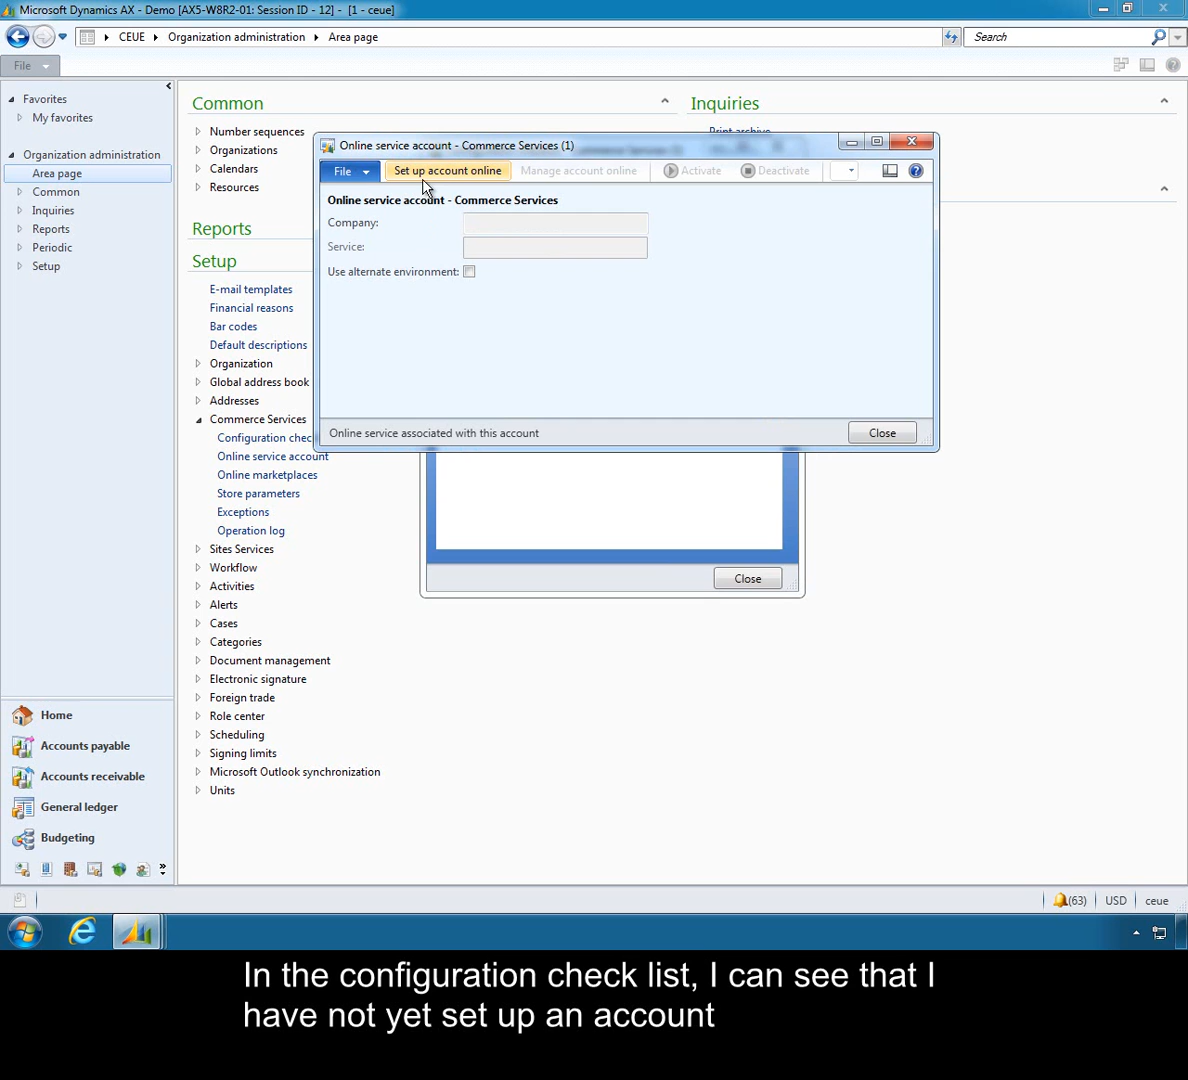 Microsoft Dynamics AX - Demo [AX5-W8R2-01: Session ID - 12] - [1 - ceue]
CEUE
Organization administration
Area page
Search
File
Favorites
My favorites
Organization administration
Area page
Common
Inquiries
Reports
Periodic
Setup
Home
Accounts payable
Accounts receivable
General ledger
Budgeting
Common
Number sequences
Organizations
Calendars
Resources
Reports
Setup
E-mail templates
Financial reasons
Bar codes
Default descriptions
Organization
Global address book
Addresses
Commerce Services
Configuration chec
Online service account
Online marketplaces
Store parameters
Exceptions
Operation log
Sites Services
Workflow
Activities
Alerts
Cases
Categories
Document management
Electronic signature
Foreign trade
Role center
Scheduling
Signing limits
Microsoft Outlook synchronization
Units
Inquiries
Print archive
Online service account - Commerce Services (1)
File
Set up account online
Manage account online
Activate
Deactivate
Online service account - Commerce Services
Company:
Service:
Use alternate environment:
Online service associated with this account
Close
Close
(63)
USD
ceue
In the configuration check list, I can see that I
have not yet set up an account